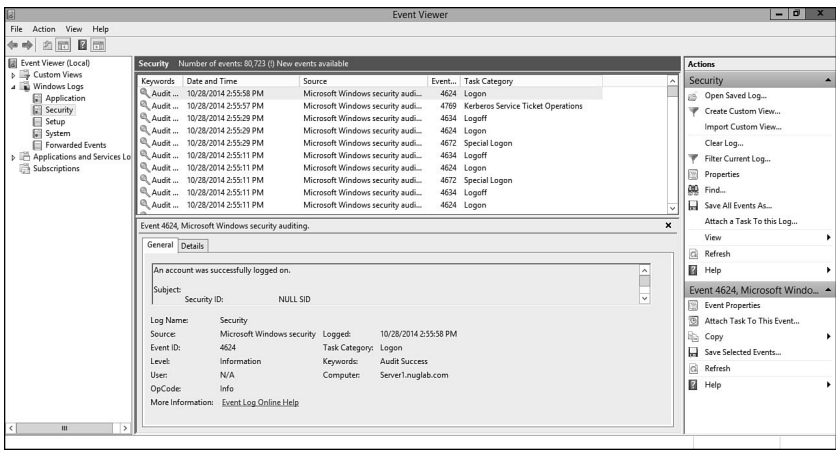 Event Viewer
File Action View Help
Event Viewer (Local)
Custom Views
Windows Logs
Application
Security
Setup
System
Forwarded Events
Applications and Services Lo
Subscriptions
Security Number of events: 80,723 (!) New events available
Keywords Date and Time Source Event... Task Category
Audit ... 10/28/2014 2:55:58 PM Microsoft Windows security audi... 4624 Logon
Audit ... 10/28/2014 2:55:57 PM Microsoft Windows security audi... 4769 Kerberos Service Ticket Operations
Audit ... 10/28/2014 2:55:29 PM Microsoft Windows security audi... 4634 Logoff
Audit ... 10/28/2014 2:55:29 PM Microsoft Windows security audi... 4624 Logon
Audit ... 10/28/2014 2:55:29 PM Microsoft Windows security audi... 4672 Special Logon
Audit ... 10/28/2014 2:55:11 PM Microsoft Windows security audi... 4634 Logoff
Audit ... 10/28/2014 2:55:11 PM Microsoft Windows security audi... 4624 Logon
Audit ... 10/28/2014 2:55:11 PM Microsoft Windows security audi... 4672 Special Logon
Audit ... 10/28/2014 2:55:11 PM Microsoft Windows security audi... 4634 Logoff
Audit ... 10/28/2014 2:55:11 PM Microsoft Windows security audi... 4624 Logon
Event 4624, Microsoft Windows security auditing.
General Details
An account was successfully logged on.
Subject:
Security ID: NULL SID
Log Name: Security
Source: Microsoft Windows security Logged: 10/28/2014 2:55:58 PM
Event ID: 4624 Task Category: Logon
Level: Information Keywords: Audit Success
User: N/A Computer: Server1.nuglab.com
OpCode: Info
More Information: Event Log Online Help
Actions
Security
Open Saved Log...
Create Custom View...
Import Custom View...
Clear Log...
Filter Current Log...
Properties
Find...
Save All Events As...
Attach a Task To this Log...
View
Refresh
Help
Event 4624, Microsoft Windo...
Event Properties
Attach Task To This Event...
Copy
Save Selected Events...
Refresh
Help